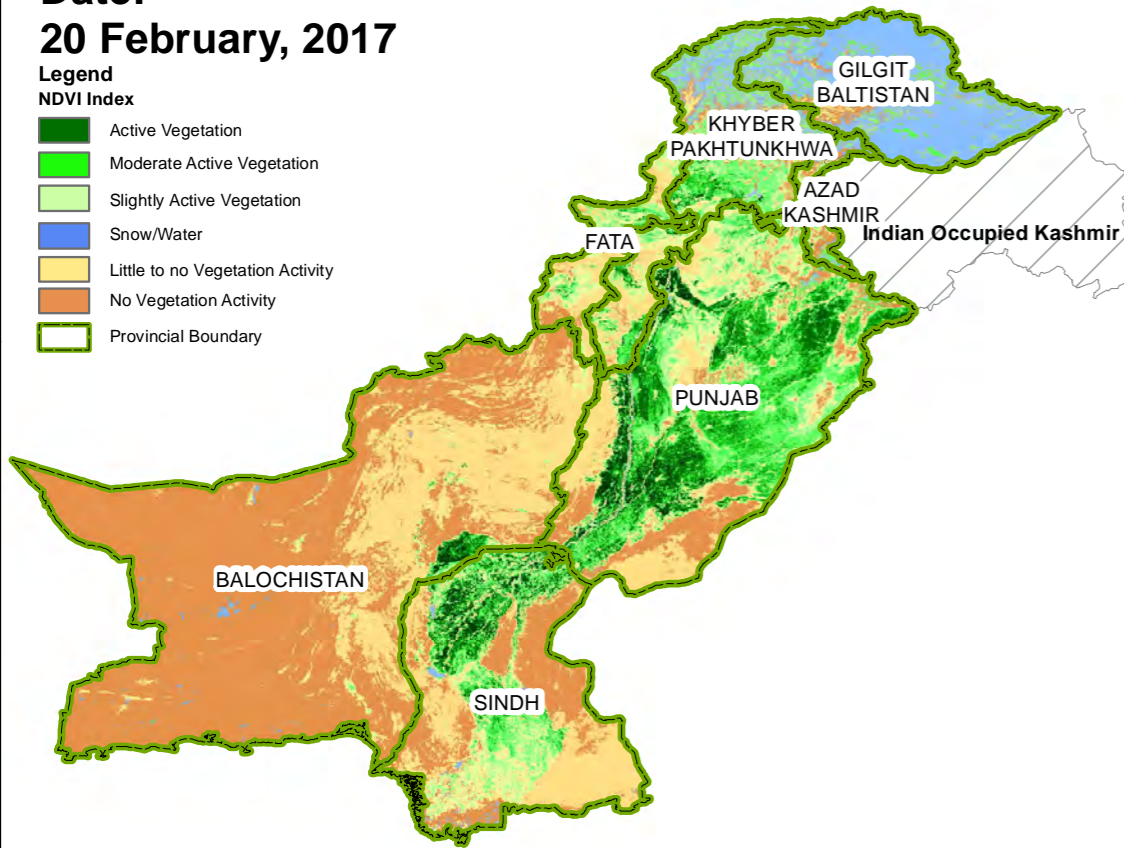 Date:
20 February, 2017
Legend
NDVI Index
Active Vegetation
Moderate Active Vegetation
Slightly Active Vegetation
Snow/Water
Little to no Vegetation Activity
No Vegetation Activity
Provincial Boundary
GILGIT
BALTISTAN
KHYBER
PAKHTUNKHWA
AZAD
KASHMIR
Indian Occupied Kashmir
FATA
PUNJAB
BALOCHISTAN
SINDH